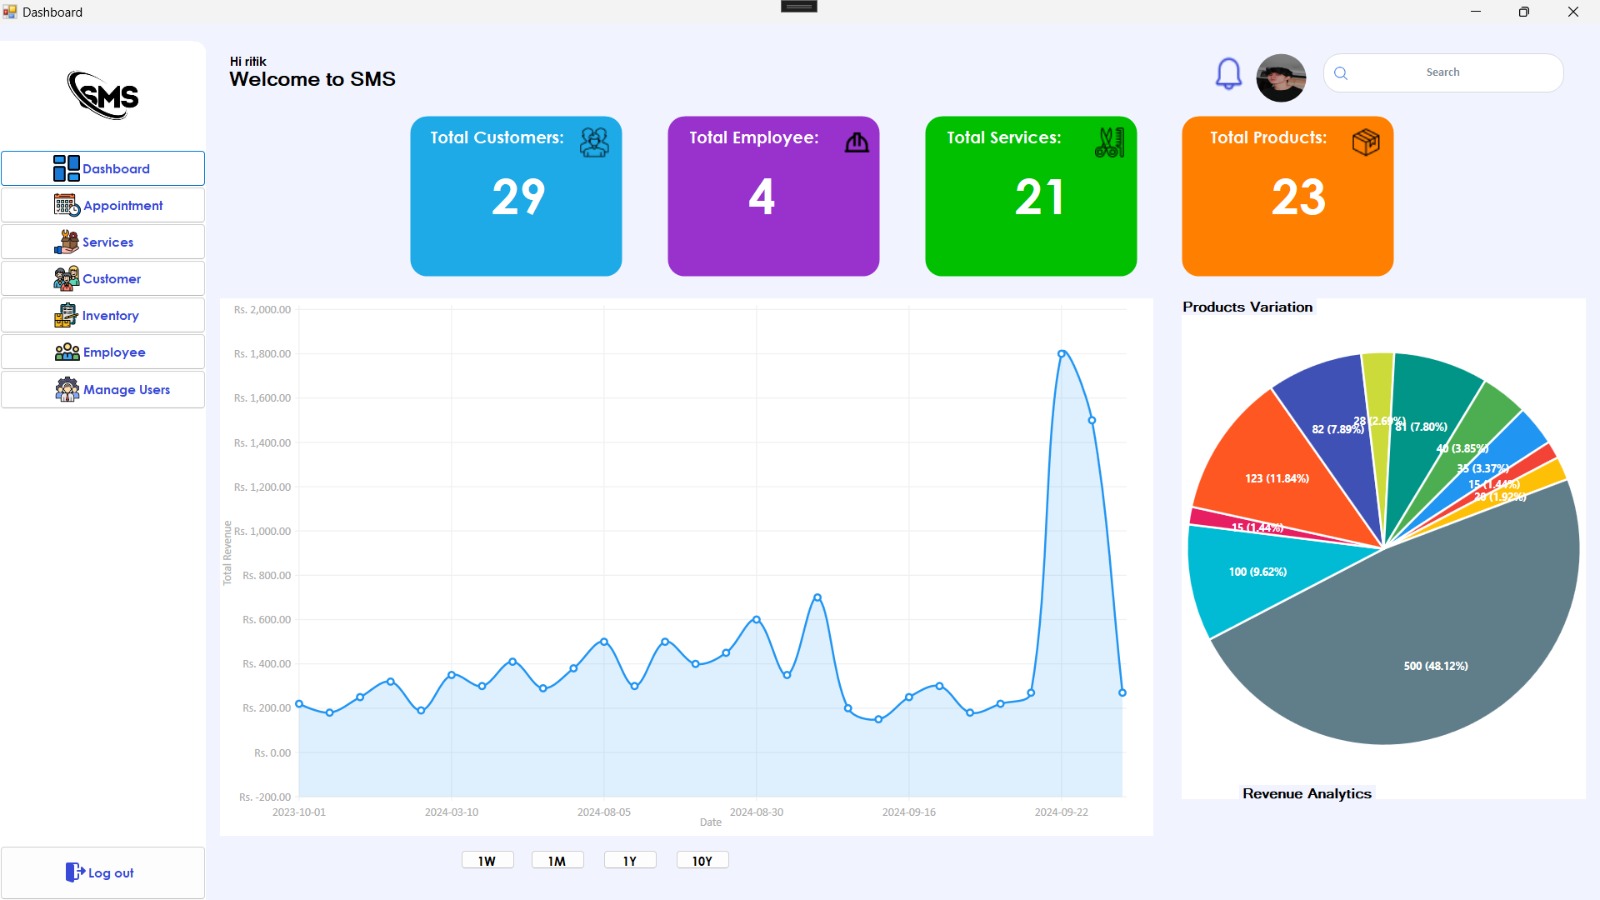 Dashboard
SMS
Hi ritik
Welcome to SMS
Search
Dashboard
Appointment
Services
Customer
Inventory
Employee
Manage Users
Log out
Total Customers:
29
Total Employee:
4
Total Services:
21
Total Products:
23
Rs. 2,000.00
Rs. 1,800.00
Rs. 1,600.00
Rs. 1,400.00
Rs. 1,200.00
Rs. 1,000.00
Rs. 800.00
Rs. 600.00
Rs. 400.00
Rs. 200.00
Rs. 0.00
Rs. -200.00
Total Revenue
2023-10-01
2024-03-10
2024-08-05
2024-08-30
2024-09-16
2024-09-22
Date
1W
1M
1Y
10Y
Products Variation
28 (2.69%)
81 (7.80%)
82 (7.89%)
40 (3.85%)
35 (3.37%)
123 (11.84%)
15 (1.44%)
20 (1.92%)
15 (1.44%)
100 (9.62%)
500 (48.12%)
Revenue Analytics